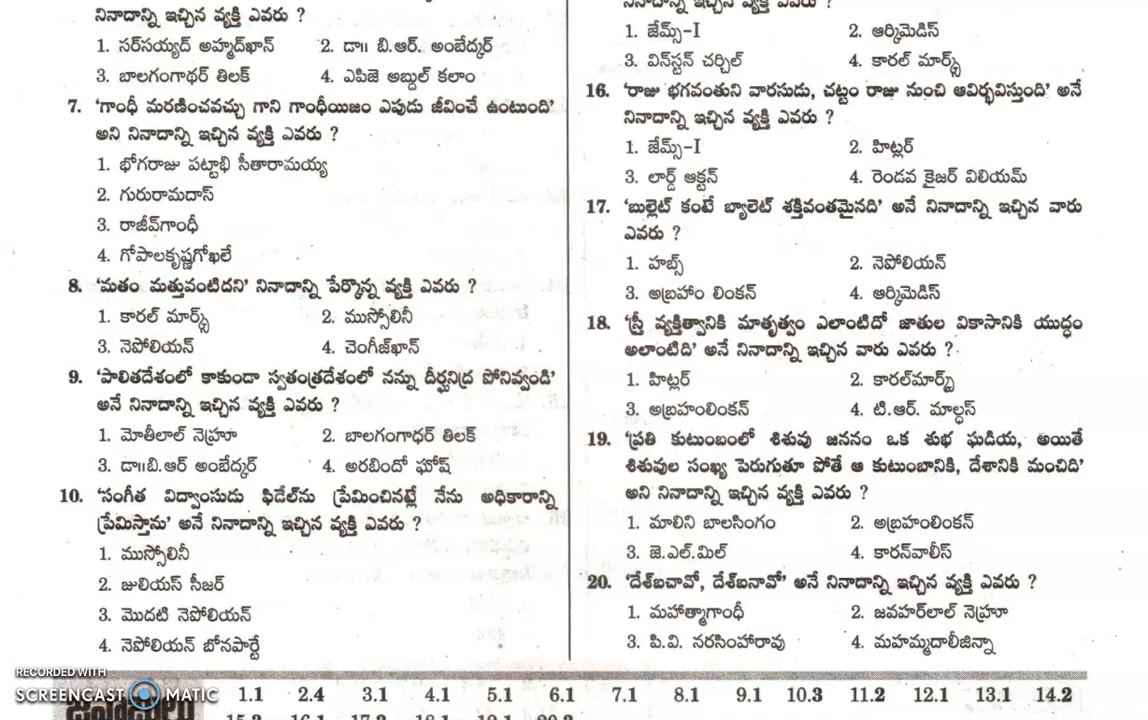 నినాదాన్ని ఇచ్చిన వ్యక్తి ఎవరు ?
1. సర్‌సయ్యద్ అహ్మద్‌ఖాన్ 2. డా॥ బి.ఆర్. అంబేద్కర్
3. బాలగంగాథర్ తిలక్ 4. ఎపిజె అబ్దుల్ కలాం
7. 'గాంధీ మరణించవచ్చు గాని గాంధీయిజం ఎపుడు జీవించే ఉంటుంది'
అని నినాదాన్ని ఇచ్చిన వ్యక్తి ఎవరు ?
1. భోగరాజు పట్టాభి సీతారామయ్య
2. గురురామదాస్
3. రాజీవ్‌గాంధీ
4. గోపాలకృష్ణగోఖలే
8. 'మతం మత్తువంటిదని' నినాదాన్ని పేర్కొన్న వ్యక్తి ఎవరు ?
1. కారల్ మార్క్స్ 2. ముస్సోలినీ
3. నెపోలియన్ 4. చెంగీజ్‌ఖాన్
9. 'పాలితదేశంలో కాకుండా స్వతంత్రదేశంలో నన్ను దీర్ఘనిద్ర పోనివ్వండి'
అనే నినాదాన్ని ఇచ్చిన వ్యక్తి ఎవరు ?
1. మోతీలాల్ నెహ్రూ 2. బాలగంగాధర్ తిలక్
3. డా॥బి.ఆర్ అంబేద్కర్ 4. అరబిందో ఘోష్
10. 'సంగీత విద్వాంసుడు ఫిడేల్‌ను ప్రేమించినట్లే నేను అధికారాన్ని
ప్రేమిస్తాను' అనే నినాదాన్ని ఇచ్చిన వ్యక్తి ఎవరు ?
1. ముస్సోలినీ
2. జులియస్ సీజర్
3. మొదటి నెపోలియన్
4. నెపోలియన్ బోనపార్టే
నినాదాన్ని ఇచ్చిన వ్యక్తి ఎవరు ?
1. జేమ్స్-I 2. ఆర్కిమెడిస్
3. విన్‌స్టన్ చర్చిల్ 4. కారల్ మార్క్స్
16. 'రాజు భగవంతుని వారసుడు, చట్టం రాజు నుంచి ఆవిర్భవిస్తుంది' అనే
నినాదాన్ని ఇచ్చిన వ్యక్తి ఎవరు ?
1. జేమ్స్-I 2. హిట్లర్
3. లార్డ్ ఆక్టన్ 4. రెండవ కైజర్ విలియమ్
17. 'బుల్లెట్ కంటే బ్యాలెట్ శక్తివంతమైనది' అనే నినాదాన్ని ఇచ్చిన వారు
ఎవరు ?
1. హబ్స్ 2. నెపోలియన్
3. అబ్రహాం లింకన్ 4. ఆర్కిమెడిస్
18. 'స్త్రీ వ్యక్తిత్వానికి మాతృత్వం ఎలాంటిదో జాతుల వికాసానికి యుద్ధం
అలాంటిది' అనే నినాదాన్ని ఇచ్చిన వారు ఎవరు ?
1. హిట్లర్ 2. కారల్‌మార్క్స్
3. అబ్రహంలింకన్ 4. టి.ఆర్. మాల్థస్
19. 'ప్రతి కుటుంబంలో శిశువు జననం ఒక శుభ ఘడియ, అయితే
శిశువుల సంఖ్య పెరుగుతూ పోతే ఆ కుటుంబానికి, దేశానికి మంచిది'
అని నినాదాన్ని ఇచ్చిన వ్యక్తి ఎవరు ?
1. మాలిని బాలసింగం 2. అబ్రహంలింకన్
3. జె.ఎల్.మిల్ 4. కారన్‌వాలీస్
20. 'దేశ్‌బచావో, దేశ్‌బనావో' అనే నినాదాన్ని ఇచ్చిన వ్యక్తి ఎవరు ?
1. మహాత్మాగాంధీ 2. జవహర్‌లాల్ నెహ్రూ
3. పి.వి. నరసింహారావు 4. మహమ్మదాలీజిన్నా
RECORDED WITH
SCREENCAST MATIC
1.1 2.4 3.1 4.1 5.1 6.1 7.1 8.1 9.1 10.3 11.2 12.1 13.1 14.2